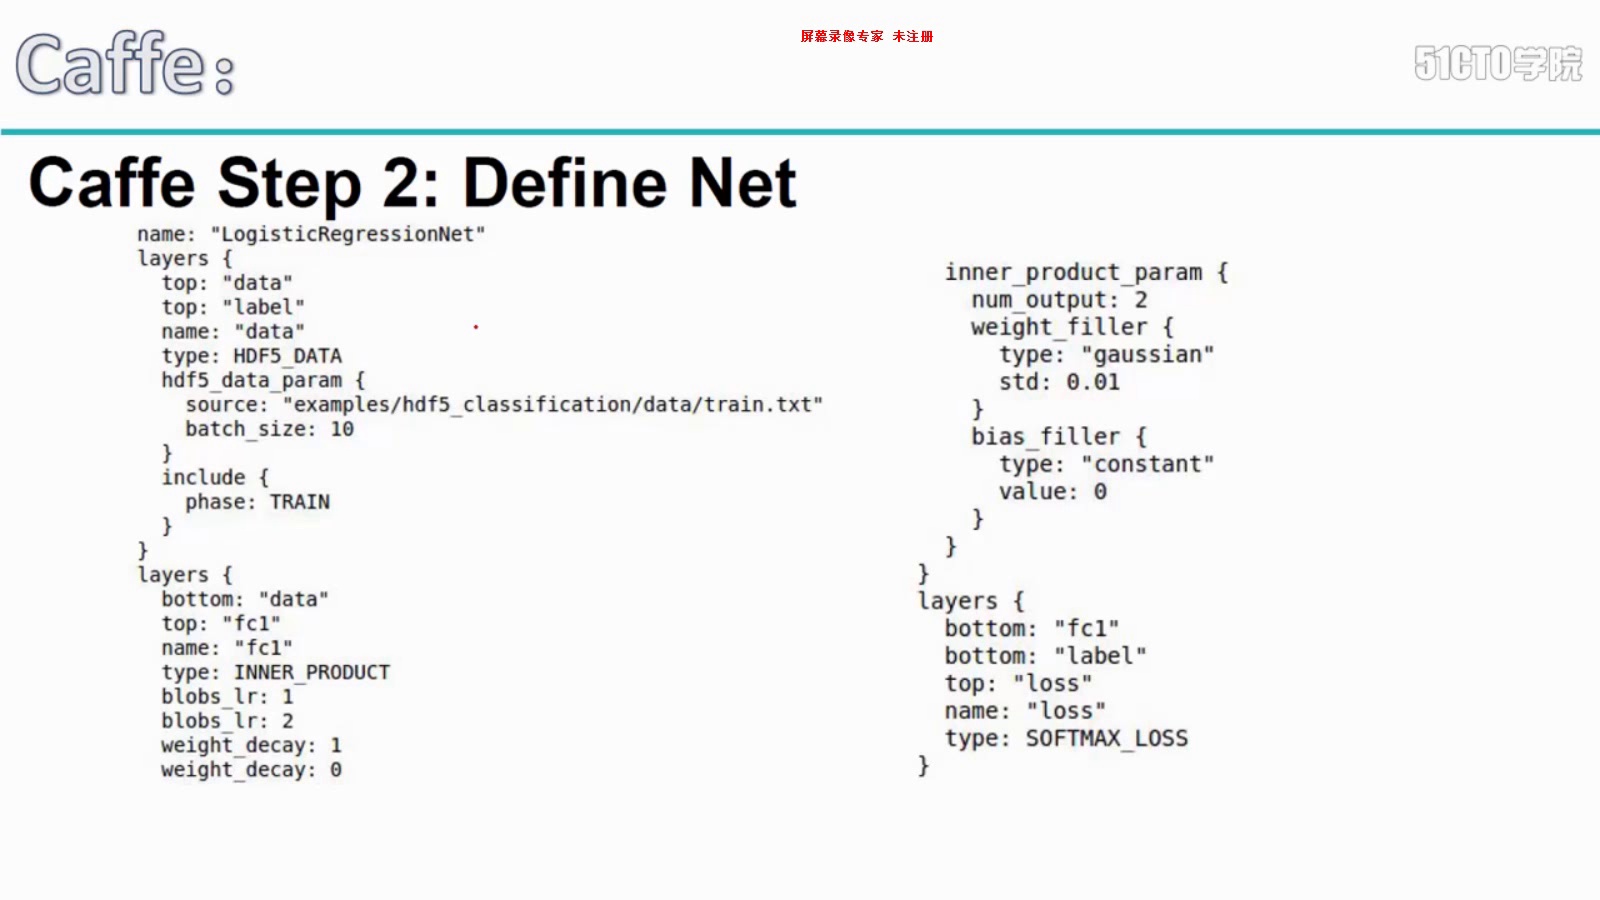 屏幕录像专家 未注册
Caffe:
51CTO学院
Caffe Step 2: Define Net
name: "LogisticRegressionNet"
layers {
  top: "data"
  top: "label"
  name: "data"
  type: HDF5_DATA
  hdf5_data_param {
    source: "examples/hdf5_classification/data/train.txt"
    batch_size: 10
  }
  include {
    phase: TRAIN
  }
}
layers {
  bottom: "data"
  top: "fc1"
  name: "fc1"
  type: INNER_PRODUCT
  blobs_lr: 1
  blobs_lr: 2
  weight_decay: 1
  weight_decay: 0
  inner_product_param {
    num_output: 2
    weight_filler {
      type: "gaussian"
      std: 0.01
    }
    bias_filler {
      type: "constant"
      value: 0
    }
  }
}
layers {
  bottom: "fc1"
  bottom: "label"
  top: "loss"
  name: "loss"
  type: SOFTMAX_LOSS
}